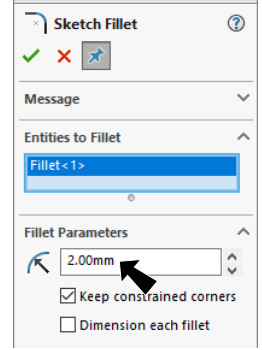 Sketch Fillet
Message
Entities to Fillet
Fillet<1>
Fillet Parameters
2.00mm
Keep constrained corners
Dimension each fillet